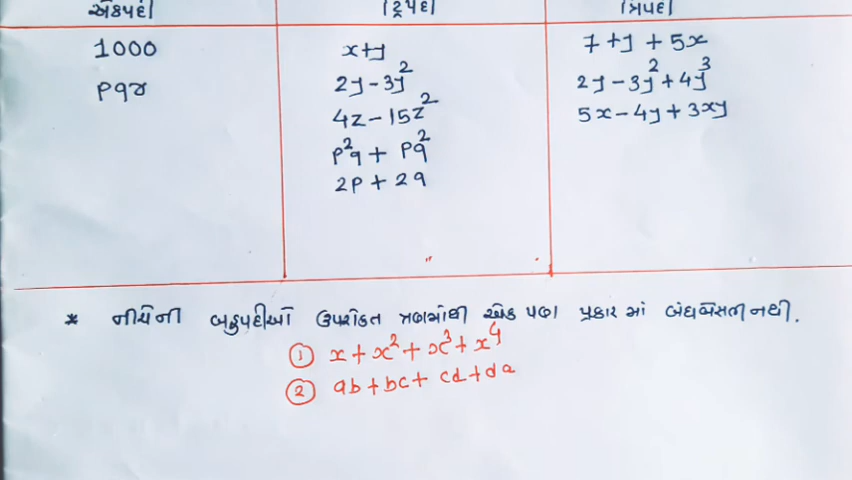 એકપદી દ્વિપદી ત્રિપદી
1000 x+y 7+y+5x
pqr 2y-3y² 2y-3y²+4y³
4z-15z² 5x-4y+3xy
p²q+pq²
2p+2q
* નીચેની બહુપદીઓ ઉપરોક્ત ત્રણમાંથી એક પણ પ્રકાર માં બંધબેસતી નથી.
① x+x²+x³+x⁴
② ab+bc+cd+da